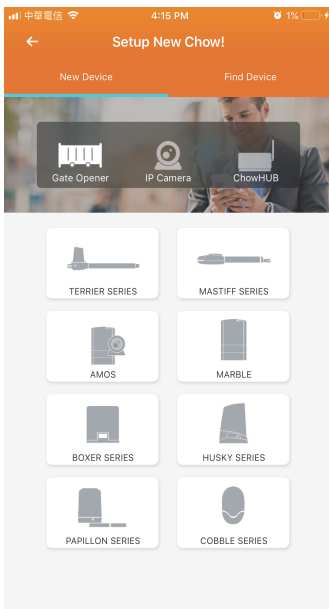 中華電信
4:15 PM
1%
Setup New Chow!
New Device
Find Device
Gate Opener
IP Camera
ChowHUB
TERRIER SERIES
MASTIFF SERIES
AMOS
MARBLE
BOXER SERIES
HUSKY SERIES
PAPILLON SERIES
COBBLE SERIES